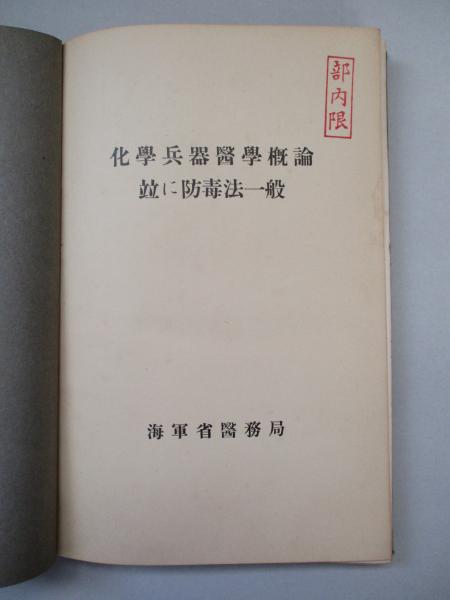 部内限
化學兵器醫學概論
竝に防毒法一般
海軍省醫務局